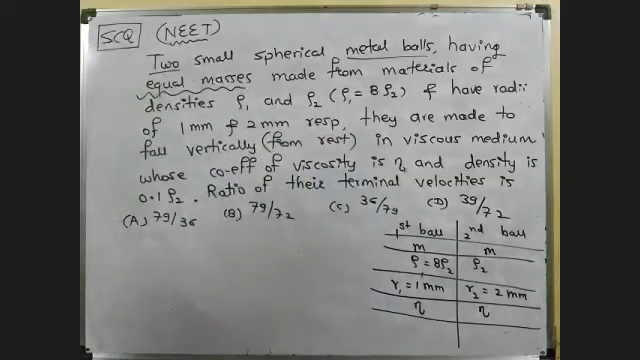 SCQ (NEET)
Two small spherical metal balls, having
equal masses made from materials of
densities ρ₁ and ρ₂ (ρ₁ = 8ρ₂) & have radii
of 1mm & 2mm resp, they are made to
fall vertically (from rest) in viscous medium
whose co-eff of viscosity is η and density is
0.1ρ₂. Ratio of their terminal velocities is
(A) 79/36 (B) 79/72 (C) 36/79 (D) 39/72
1st ball 2nd ball
m m
ρ = 8ρ₂ ρ₂
r₁ = 1mm r₂ = 2mm
η η